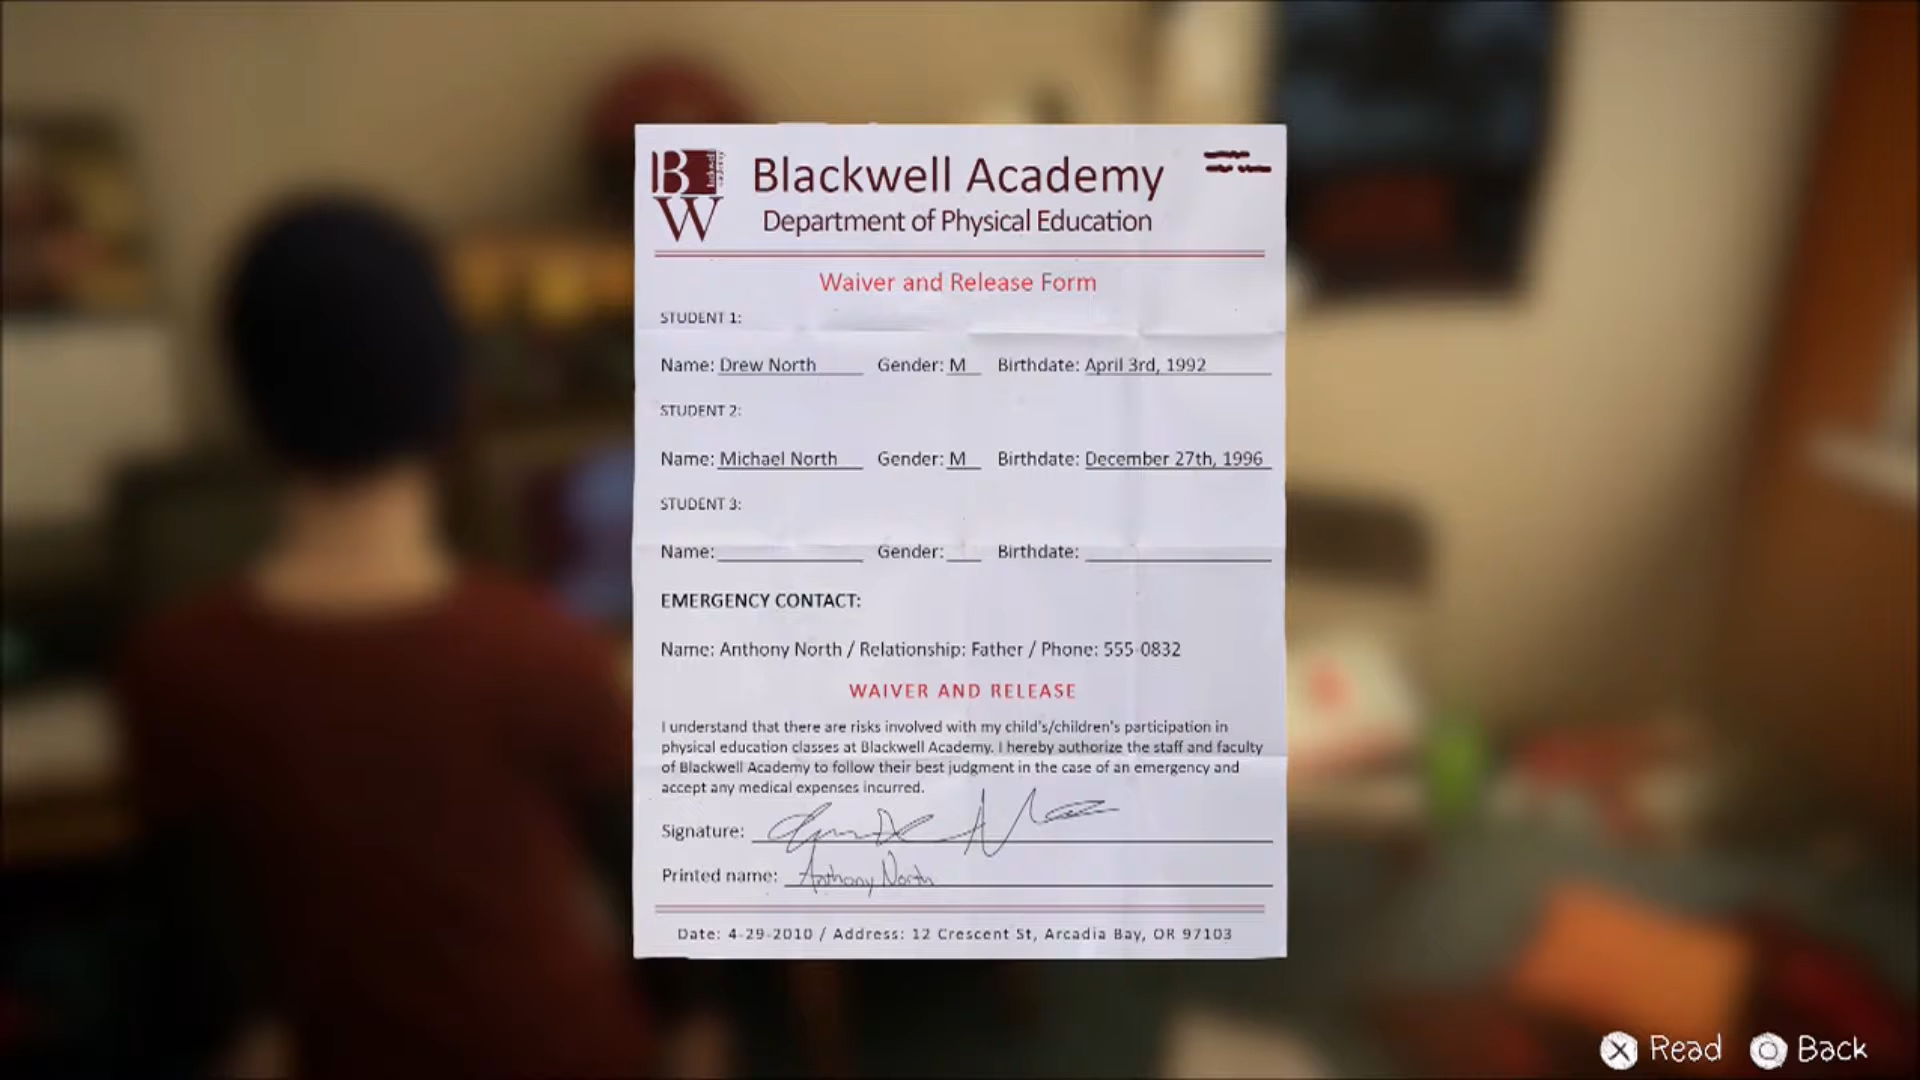 BW
Blackwell Academy
Department of Physical Education
Waiver and Release Form
STUDENT 1:
Name: Drew North Gender: M Birthdate: April 3rd, 1992
STUDENT 2:
Name: Michael North Gender: M Birthdate: December 27th, 1996
STUDENT 3:
Name: Gender: Birthdate:
EMERGENCY CONTACT:
Name: Anthony North / Relationship: Father / Phone: 555-0832
WAIVER AND RELEASE
I understand that there are risks involved with my child's/children's participation in
physical education classes at Blackwell Academy. I hereby authorize the staff and faculty
of Blackwell Academy to follow their best judgment in the case of an emergency and
accept any medical expenses incurred.
Signature:
Printed name: Anthony North
Date: 4-29-2010 / Address: 12 Crescent St, Arcadia Bay, OR 97103
Read Back